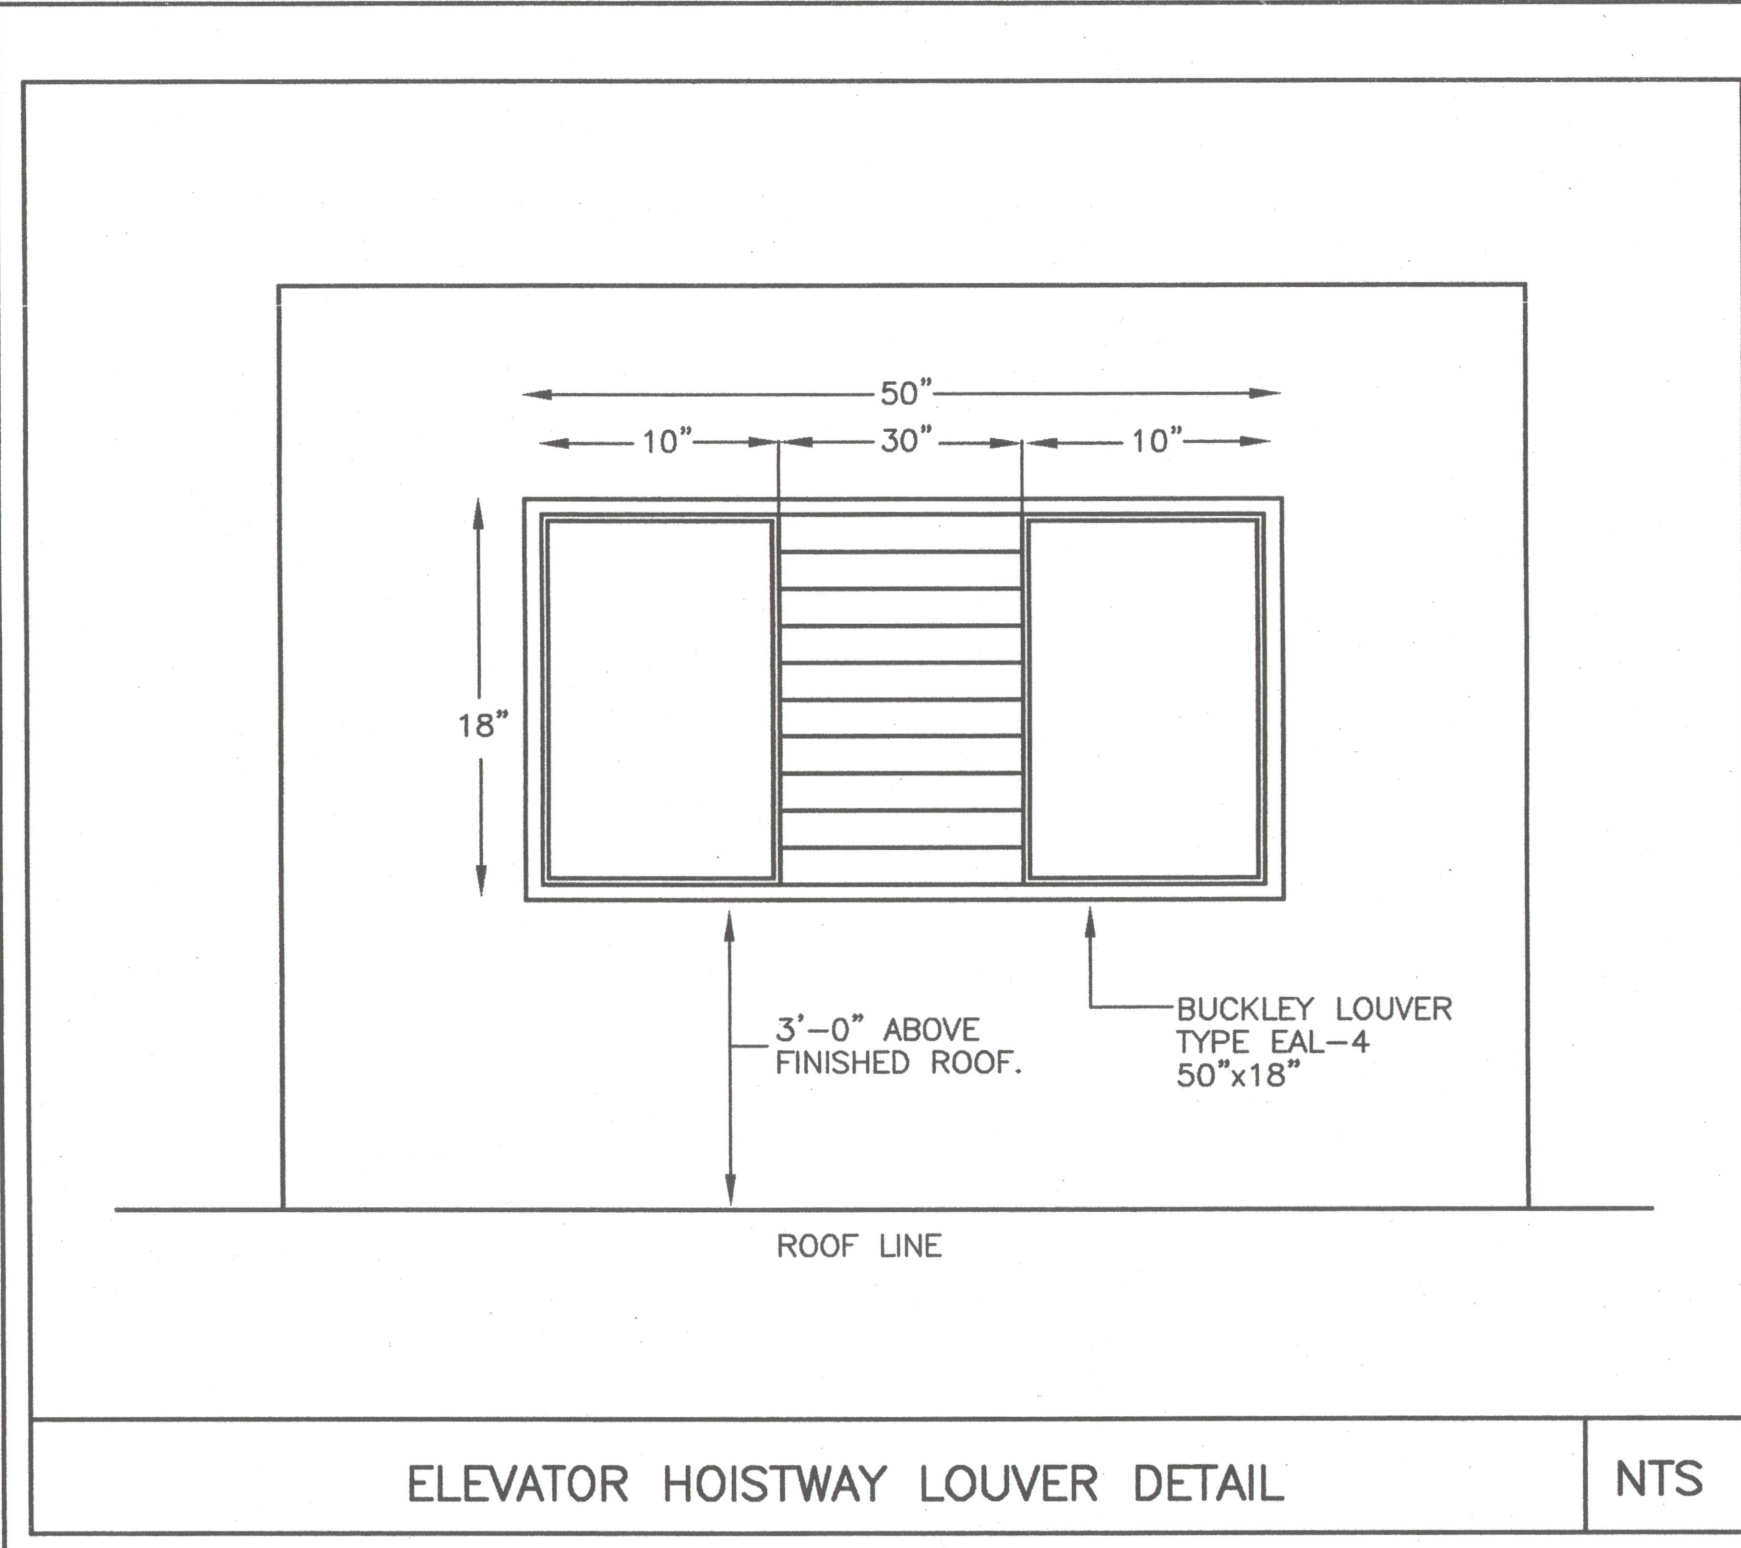 50"
10" 30" 10"
18"
3'-0" ABOVE
FINISHED ROOF.
BUCKLEY LOUVER
TYPE EAL-4
50"x18"
ROOF LINE
ELEVATOR HOISTWAY LOUVER DETAIL
NTS